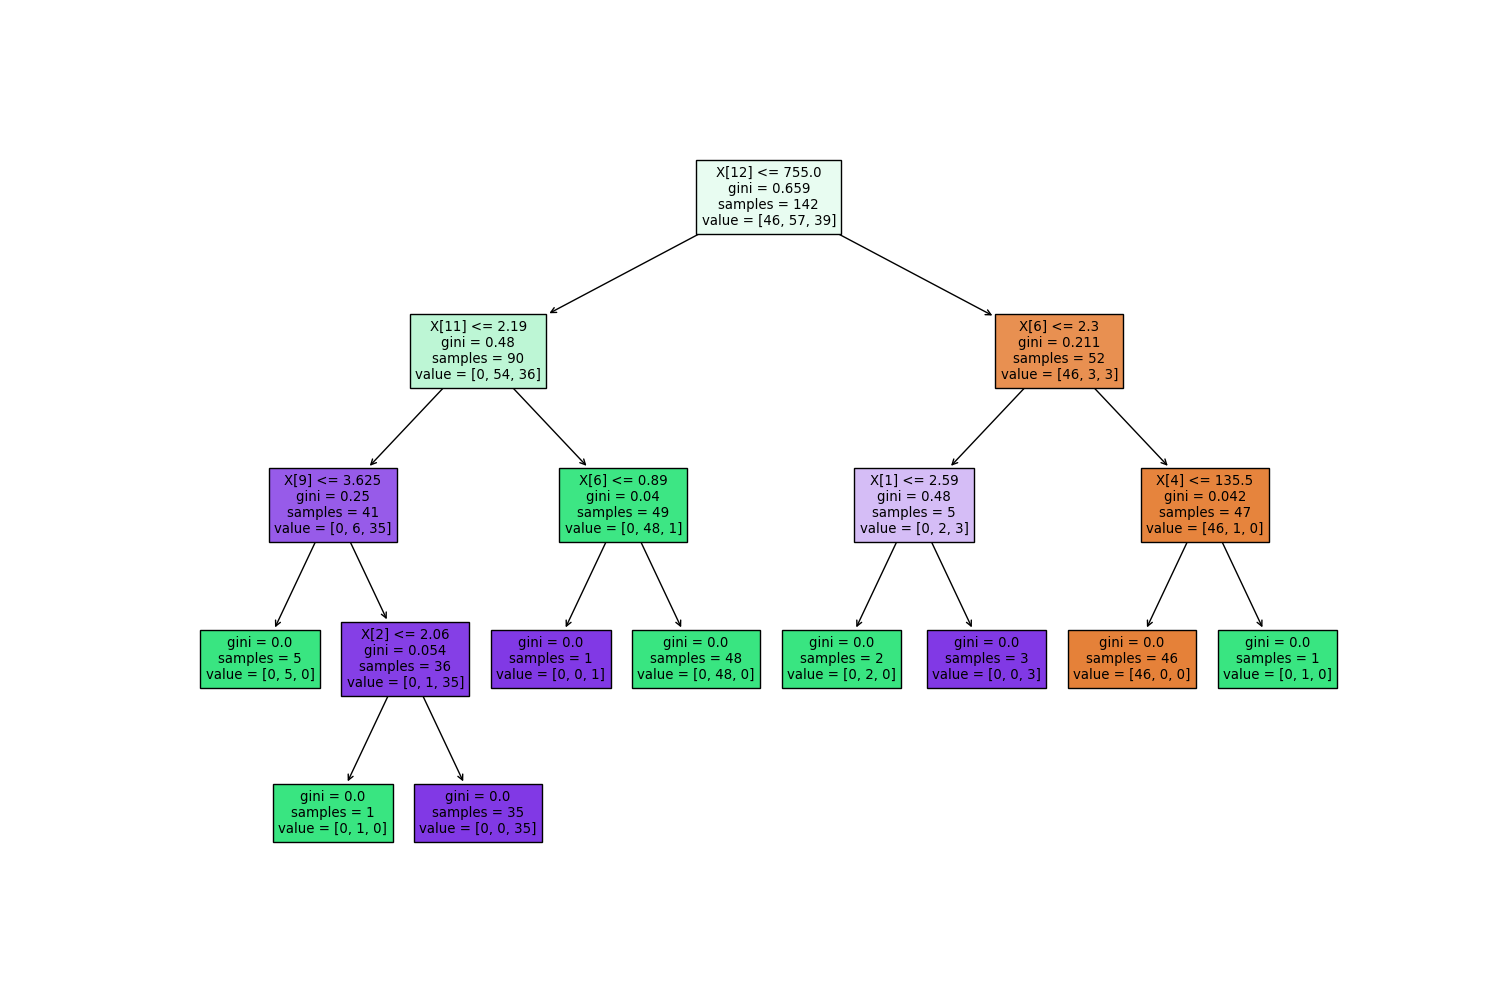 X[12] <= 755.0
gini = 0.659
samples = 142
value = [46, 57, 39]
X[11] <= 2.19
gini = 0.48
samples = 90
value = [0, 54, 36]
X[6] <= 2.3
gini = 0.211
samples = 52
value = [46, 3, 3]
X[9] <= 3.625
gini = 0.25
samples = 41
value = [0, 6, 35]
X[6] <= 0.89
gini = 0.04
samples = 49
value = [0, 48, 1]
X[1] <= 2.59
gini = 0.48
samples = 5
value = [0, 2, 3]
X[4] <= 135.5
gini = 0.042
samples = 47
value = [46, 1, 0]
gini = 0.0
samples = 5
value = [0, 5, 0]
X[2] <= 2.06
gini = 0.054
samples = 36
value = [0, 1, 35]
gini = 0.0
samples = 1
value = [0, 0, 1]
gini = 0.0
samples = 48
value = [0, 48, 0]
gini = 0.0
samples = 2
value = [0, 2, 0]
gini = 0.0
samples = 3
value = [0, 0, 3]
gini = 0.0
samples = 46
value = [46, 0, 0]
gini = 0.0
samples = 1
value = [0, 1, 0]
gini = 0.0
samples = 1
value = [0, 1, 0]
gini = 0.0
samples = 35
value = [0, 0, 35]